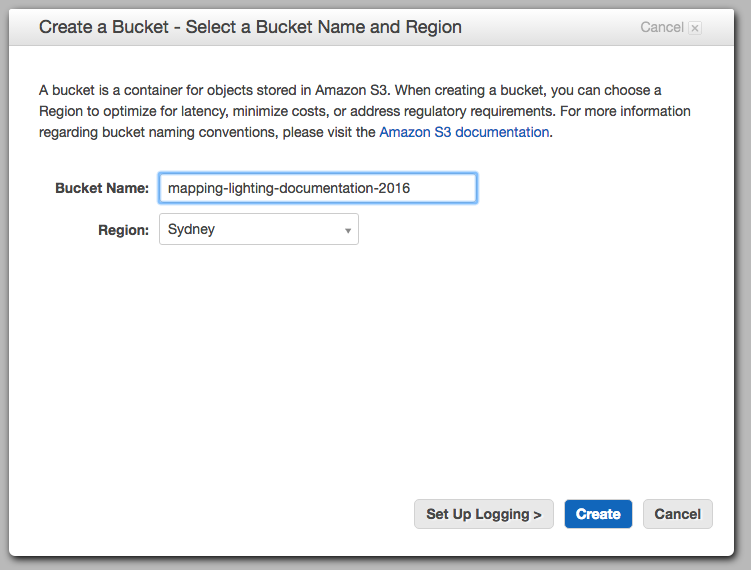 Create a Bucket - Select a Bucket Name and Region
Cancel
A bucket is a container for objects stored in Amazon S3. When creating a bucket, you can choose a
Region to optimize for latency, minimize costs, or address regulatory requirements. For more information
regarding bucket naming conventions, please visit the Amazon S3 documentation.
Bucket Name: mapping-lighting-documentation-2016
Region: Sydney
Set Up Logging > Create Cancel